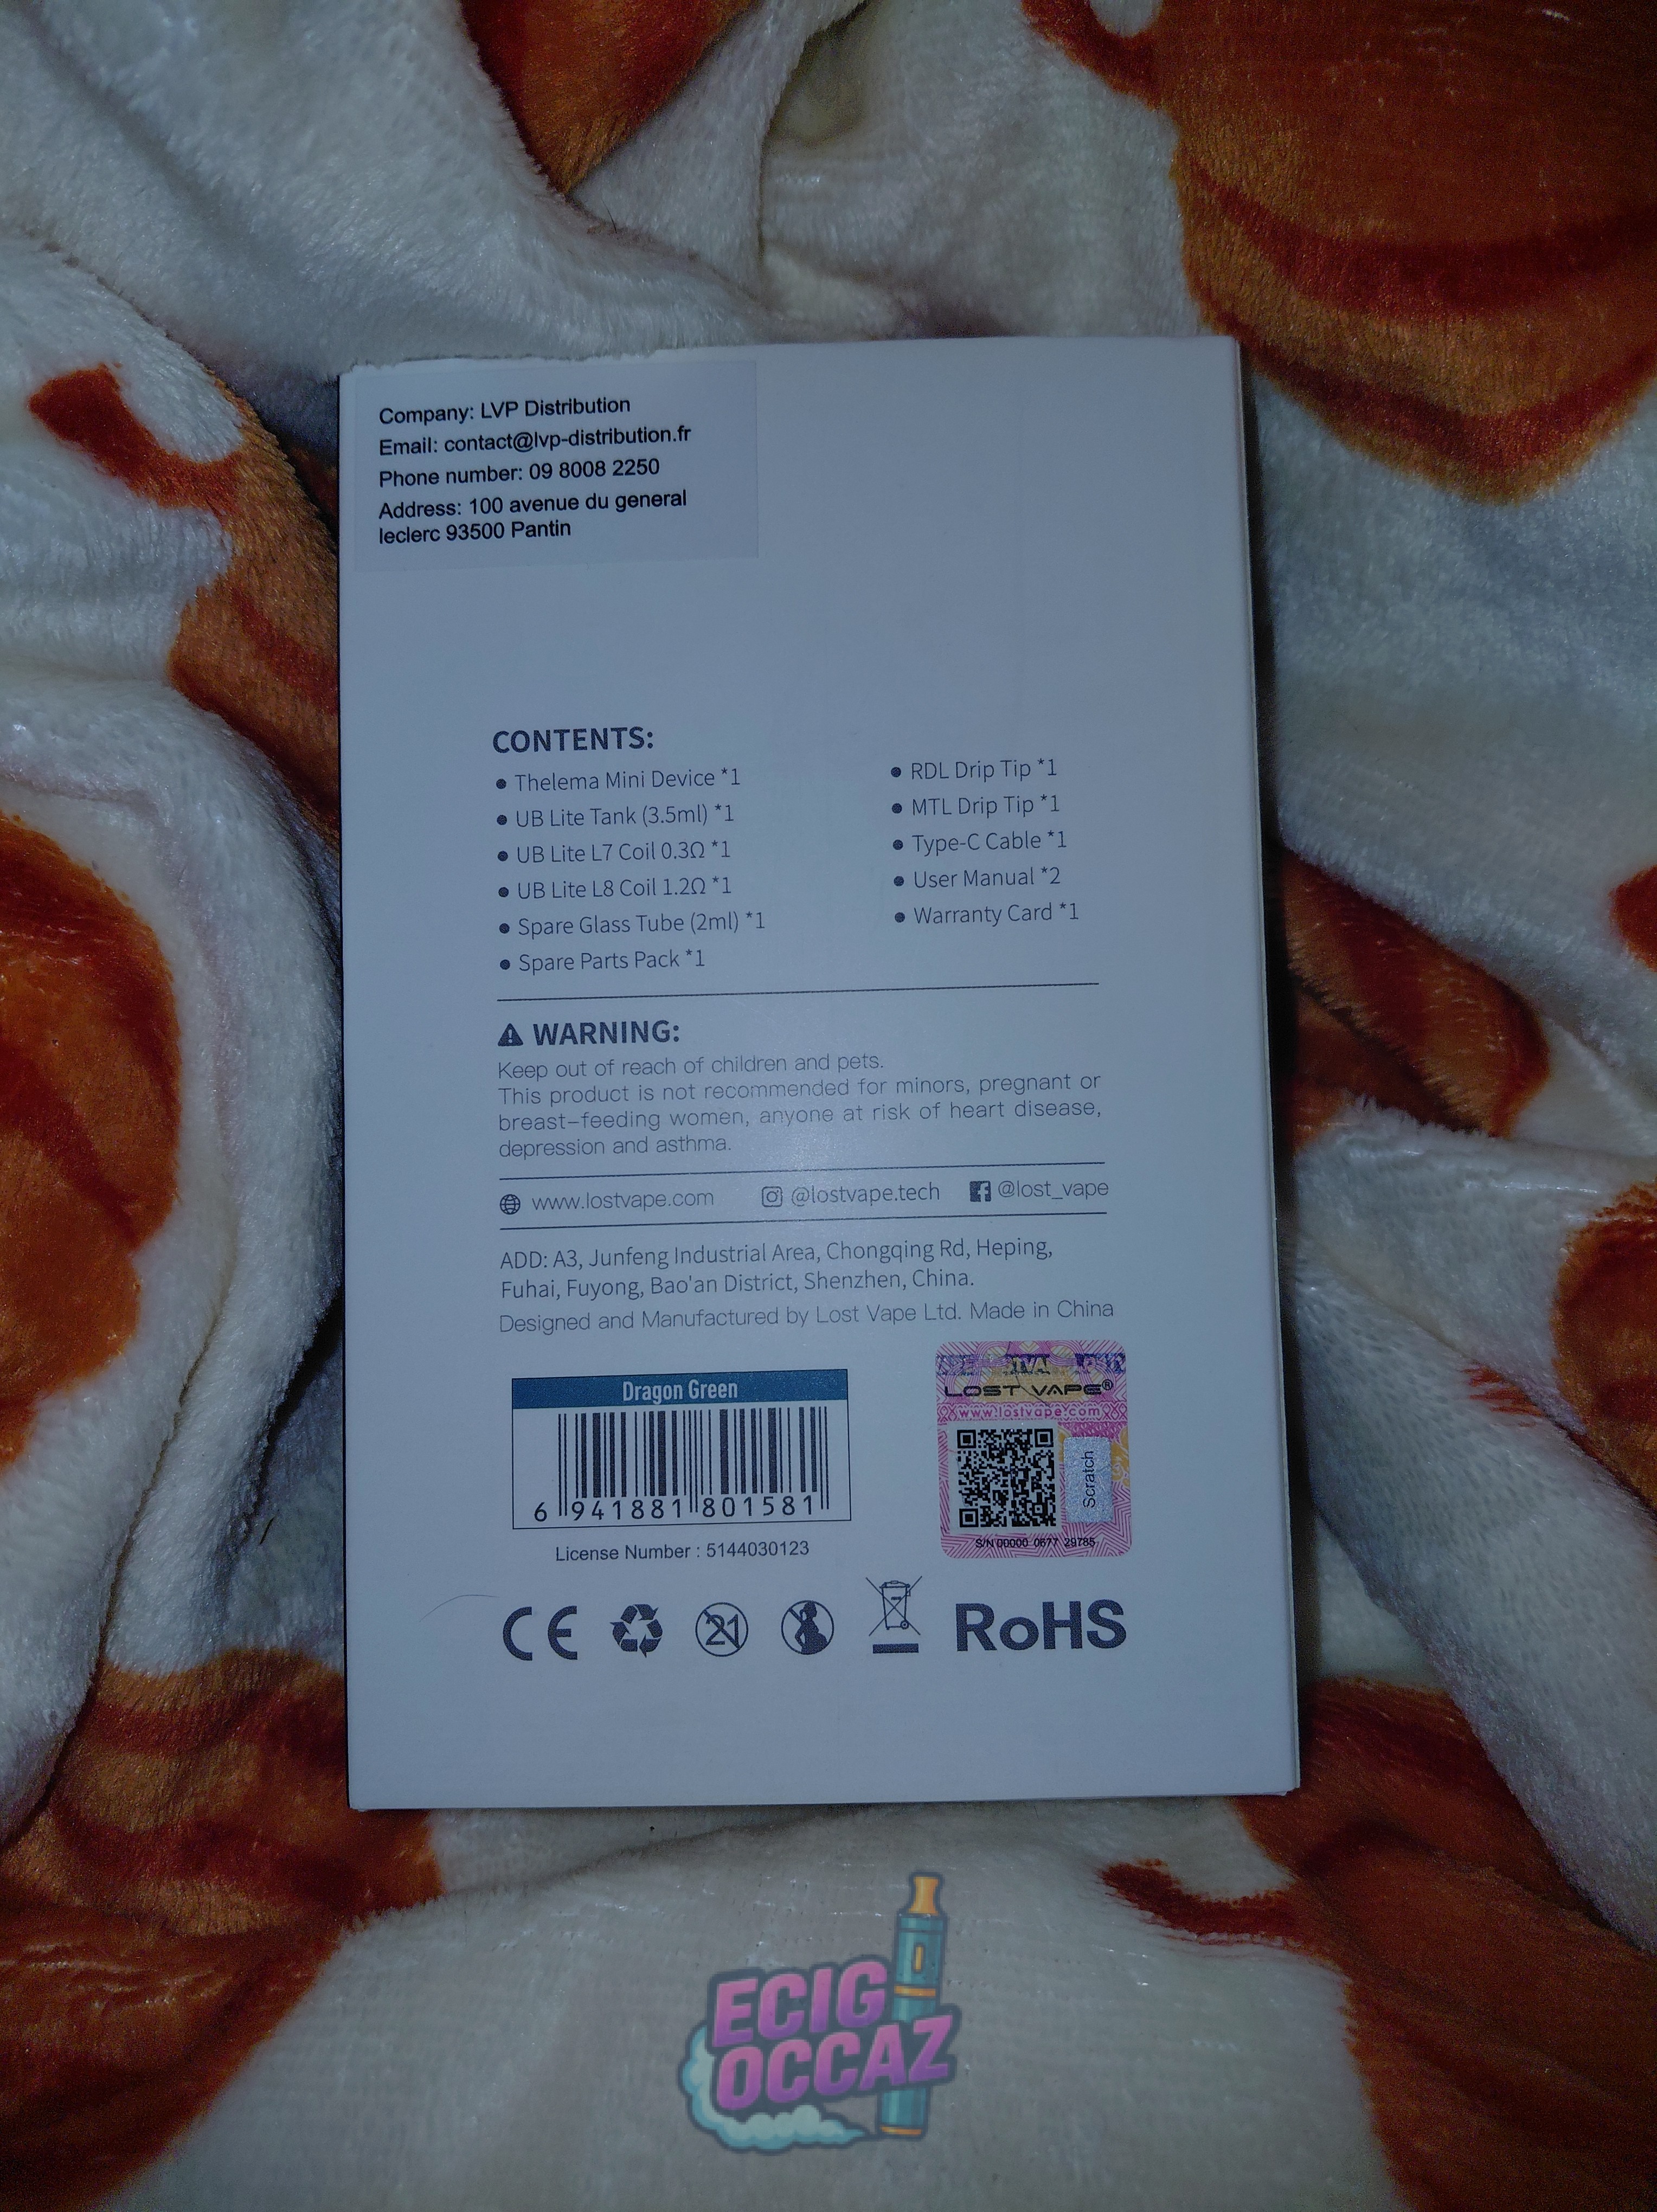 Company: LVP Distribution
Email: contact@lvp-distribution.fr
Phone number: 09 8008 2250
Address: 100 avenue du general
leclerc 93500 Pantin
CONTENTS:
Thelema Mini Device *1
UB Lite Tank (3.5ml) *1
UB Lite L7 Coil 0.3Ω *1
UB Lite L8 Coil 1.2Ω *1
Spare Glass Tube (2ml) *1
Spare Parts Pack *1
RDL Drip Tip *1
MTL Drip Tip *1
Type-C Cable *1
User Manual *2
Warranty Card *1
WARNING:
Keep out of reach of children and pets.
This product is not recommended for minors, pregnant or
breast-feeding women, anyone at risk of heart disease,
depression and asthma.
www.lostvape.com @lostvape.tech @lost_vape
ADD: A3, Junfeng Industrial Area, Chongqing Rd, Heping,
Fuhai, Fuyong, Bao'an District, Shenzhen, China.
Designed and Manufactured by Lost Vape Ltd. Made in China
Dragon Green
6 941881 801581
License Number : 5144030123
LOST VAPE®
www.lostvape.com
Scratch
S/N 00000 0677 29785
CE 21 RoHS
ECIG
OCCAZ